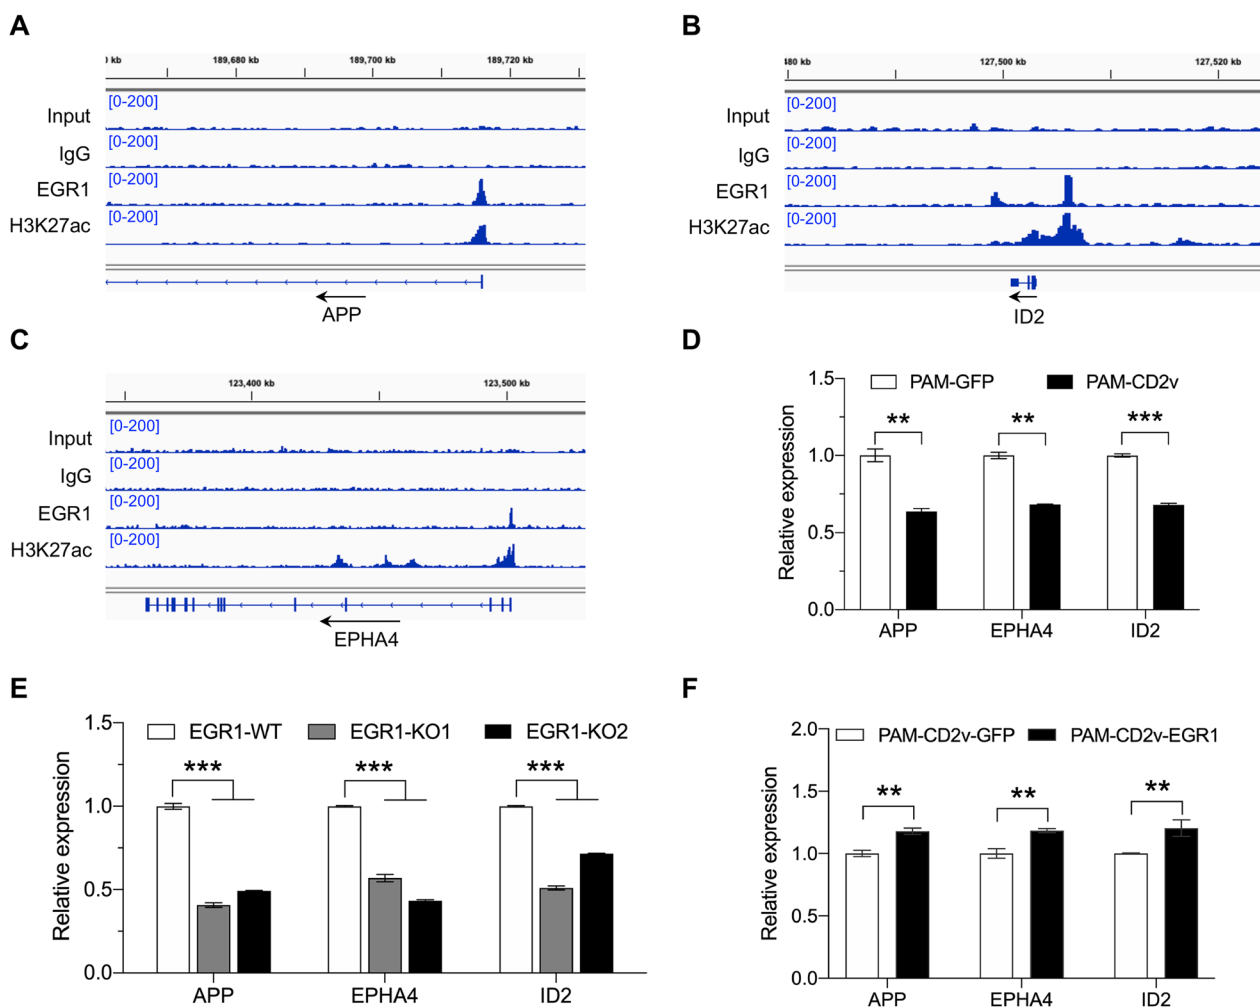 A
) kb 189,680 kb 189,700 kb 189,720 kb
Input [0-200]
IgG [0-200]
EGR1 [0-200]
H3K27ac [0-200]
APP
B
480 kb 127,500 kb 127,520 kb
Input [0-200]
IgG [0-200]
EGR1 [0-200]
H3K27ac [0-200]
ID2
C
123,400 kb 123,500 kb
Input [0-200]
IgG [0-200]
EGR1 [0-200]
H3K27ac [0-200]
EPHA4
D
PAM-GFP PAM-CD2v
Relative expression
1.5
1.0
0.5
0.0
** ** ***
APP EPHA4 ID2
E
EGR1-WT EGR1-KO1 EGR1-KO2
Relative expression
1.5
1.0
0.5
0.0
*** *** ***
APP EPHA4 ID2
F
PAM-CD2v-GFP PAM-CD2v-EGR1
Relative expression
2.0
1.5
1.0
0.5
0.0
** ** **
APP EPHA4 ID2